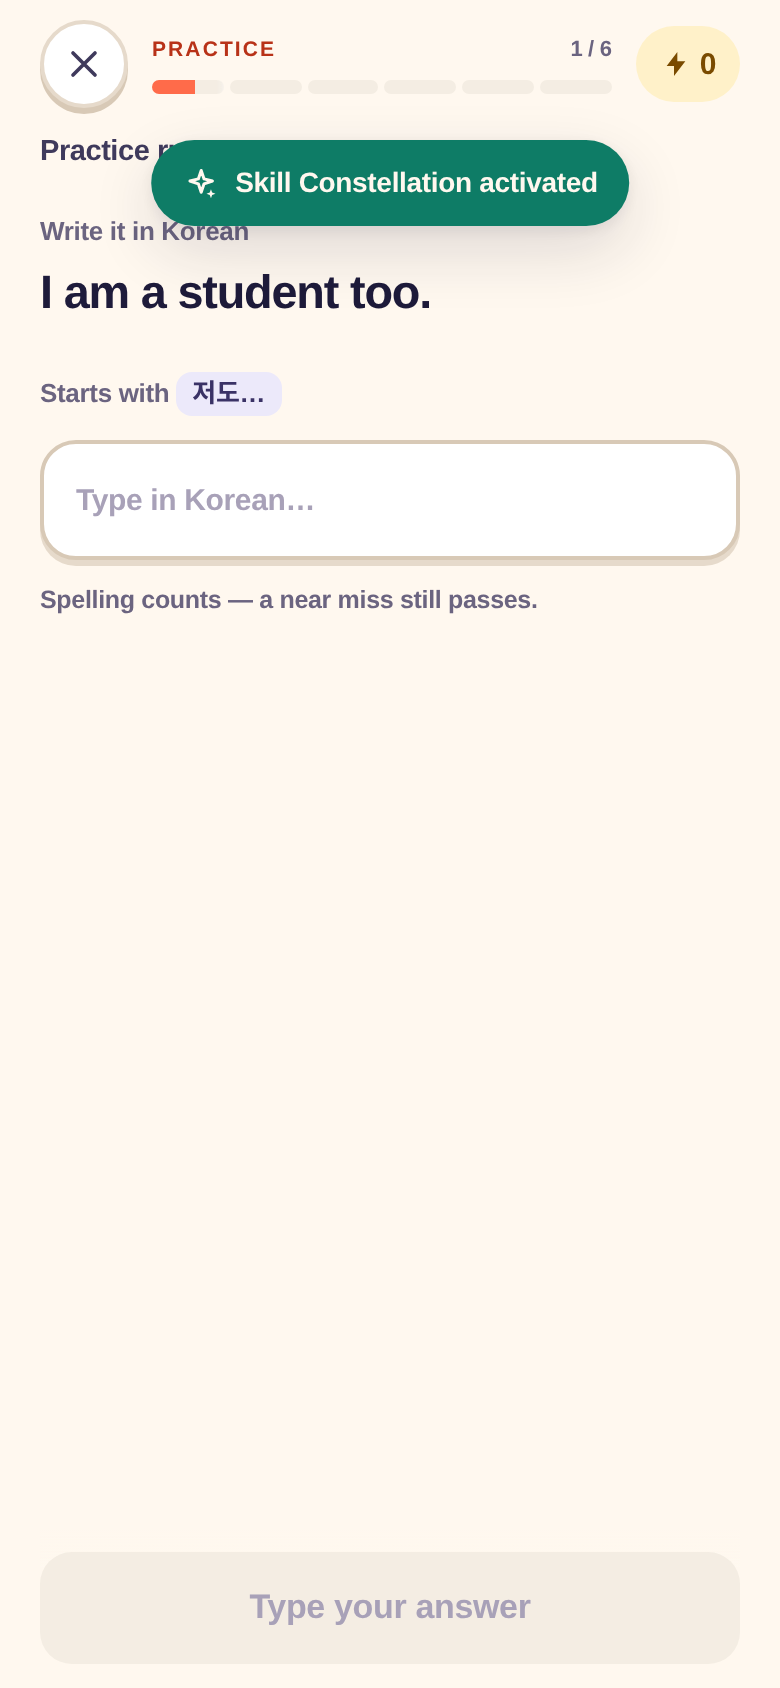 PRACTICE
1 / 6
0
Practice
Skill Constellation activated
Write it in Korean
I am a student too.
Starts with 저도…
Type in Korean…
Spelling counts — a near miss still passes.
Type your answer